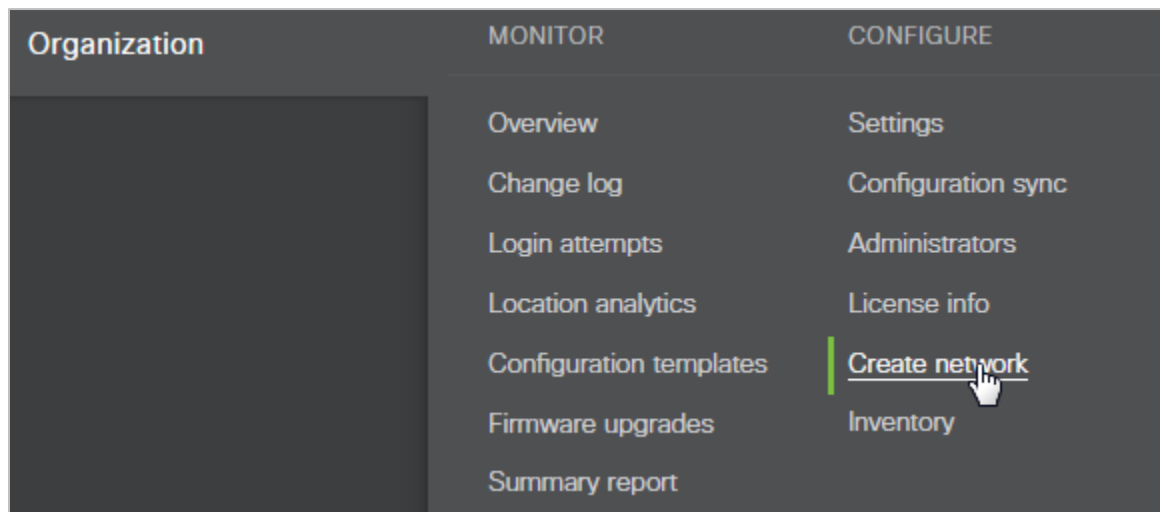 Organization
MONITOR
CONFIGURE
Overview
Settings
Change log
Configuration sync
Login attempts
Administrators
Location analytics
License info
Configuration templates
Create network
Firmware upgrades
Inventory
Summary report